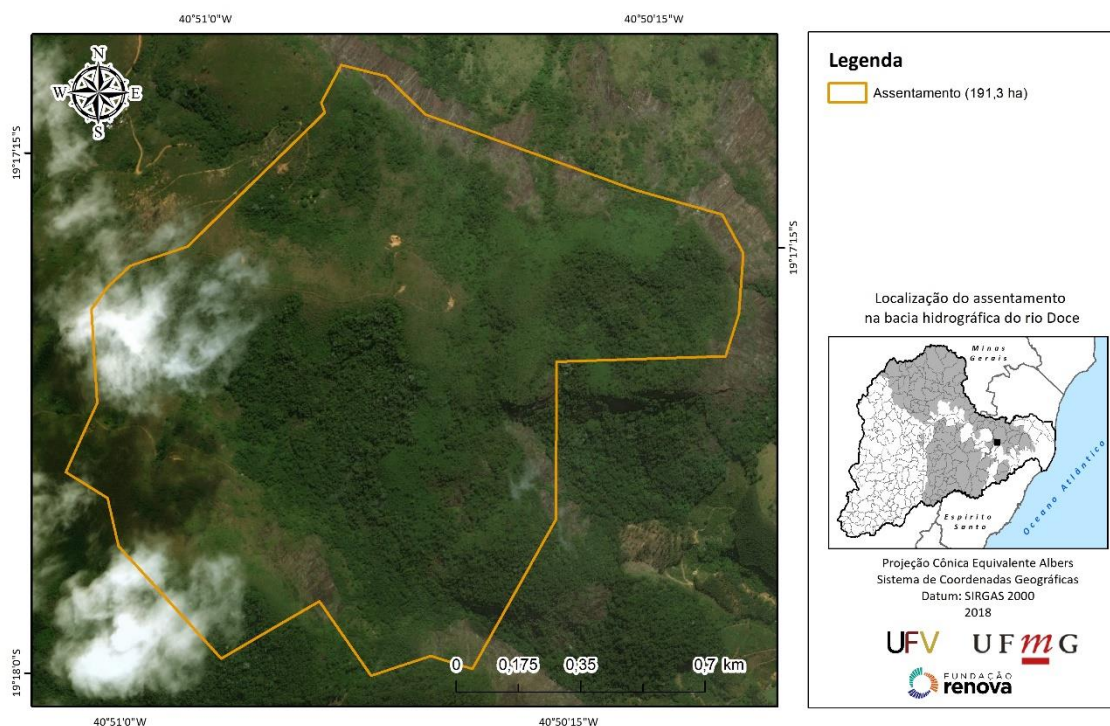 40°51'0"W
40°50'15"W
N
W
E
S
19°17'15"S
19°17'15"S
19°18'0"S
0
0,175
0,35
0,7 km
40°51'0"W
40°50'15"W
Legenda
Assentamento (191,3 ha)
Localização do assentamento
na bacia hidrográfica do rio Doce
Minas
Gerais
Espírito
Santo
Oceano Atlântico
Projeção Cônica Equivalente Albers
Sistema de Coordenadas Geográficas
Datum: SIRGAS 2000
2018
UFV
UFmG
FUNDAÇÃO
renova